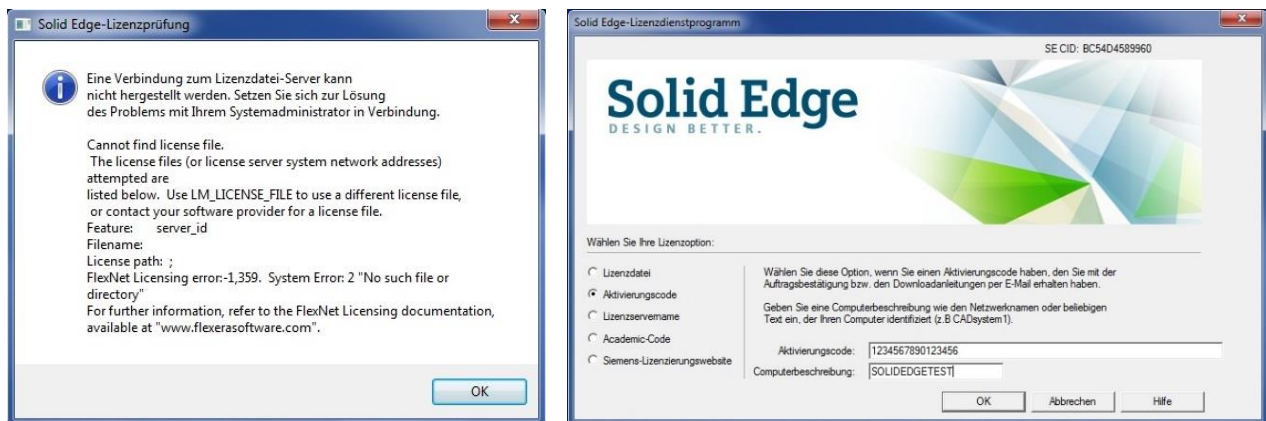 Solid Edge-Lizenzprüfung
Eine Verbindung zum Lizenzdatei-Server kann
nicht hergestellt werden. Setzen Sie sich zur Lösung
des Problems mit Ihrem Systemadministrator in Verbindung.
Cannot find license file.
The license files (or license server system network addresses)
attempted are
listed below. Use LM_LICENSE_FILE to use a different license file,
or contact your software provider for a license file.
Feature: server_id
Filename:
License path: ;
FlexNet Licensing error:-1,359. System Error: 2 "No such file or
directory"
For further information, refer to the FlexNet Licensing documentation,
available at "www.flexerasoftware.com".
OK
Solid Edge-Lizenzdienstprogramm
SE CID: BC54D4589960
Solid Edge
DESIGN BETTER.
Wählen Sie Ihre Lizenzoption:
Lizenzdatei
Aktivierungscode
Lizenzservername
Academic-Code
Siemens-Lizenzierungswebsite
Wählen Sie diese Option, wenn Sie einen Aktivierungscode haben, den Sie mit der
Auftragsbestätigung bzw. den Downloadanleitungen per E-Mail erhalten haben.
Geben Sie eine Computerbeschreibung wie den Netzwerknamen oder beliebigen
Text ein, der Ihren Computer identifiziert (z.B CADsystem1).
Aktivierungscode: 1234567890123456
Computerbeschreibung: SOLIDEDGETEST
OK Abbrechen Hilfe